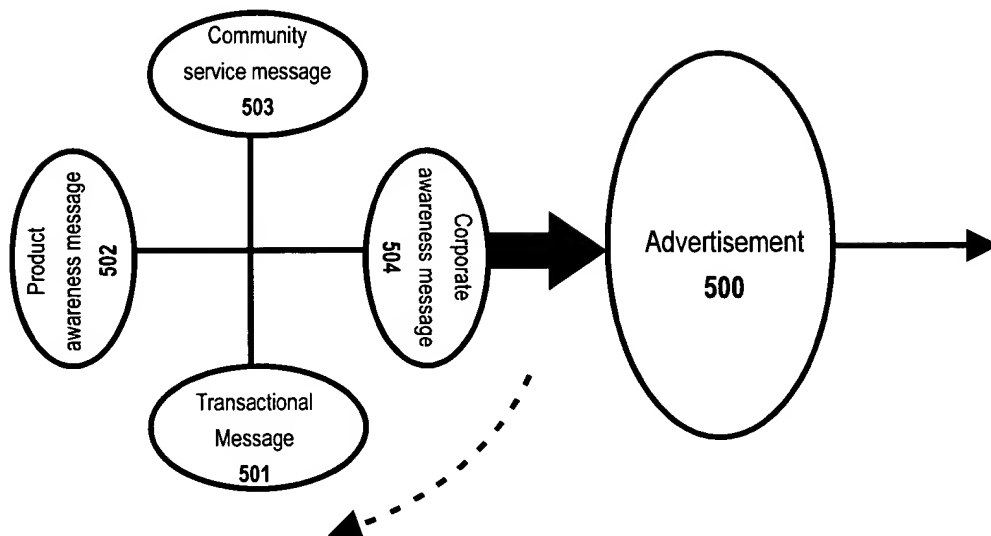 Community
service message
503
Product
awareness message
502
Corporate
awareness message
504
Transactional
Message
501
Advertisement
500